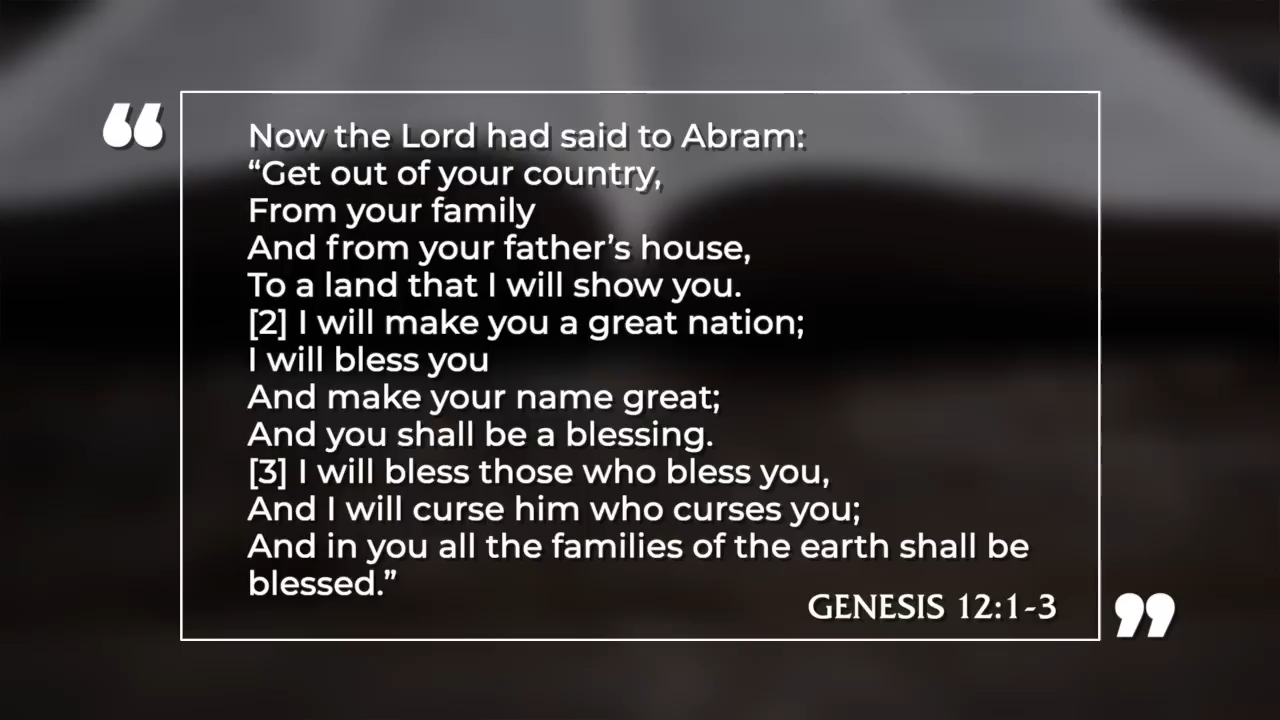 “
Now the Lord had said to Abram:
“Get out of your country,
From your family
And from your father’s house,
To a land that I will show you.
[2] I will make you a great nation;
I will bless you
And make your name great;
And you shall be a blessing.
[3] I will bless those who bless you,
And I will curse him who curses you;
And in you all the families of the earth shall be
blessed.”
GENESIS 12:1-3
”